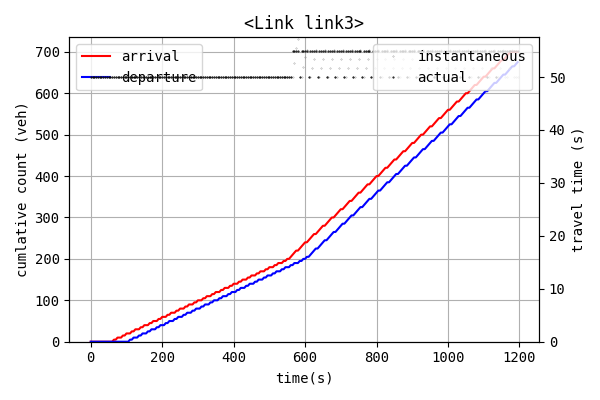 <Link link3>
arrival
departure
instantaneous
actual
700
600
500
400
300
200
100
0
50
40
30
20
10
0
0
200
400
600
800
1000
1200
cumlative count (veh)
travel time (s)
time(s)